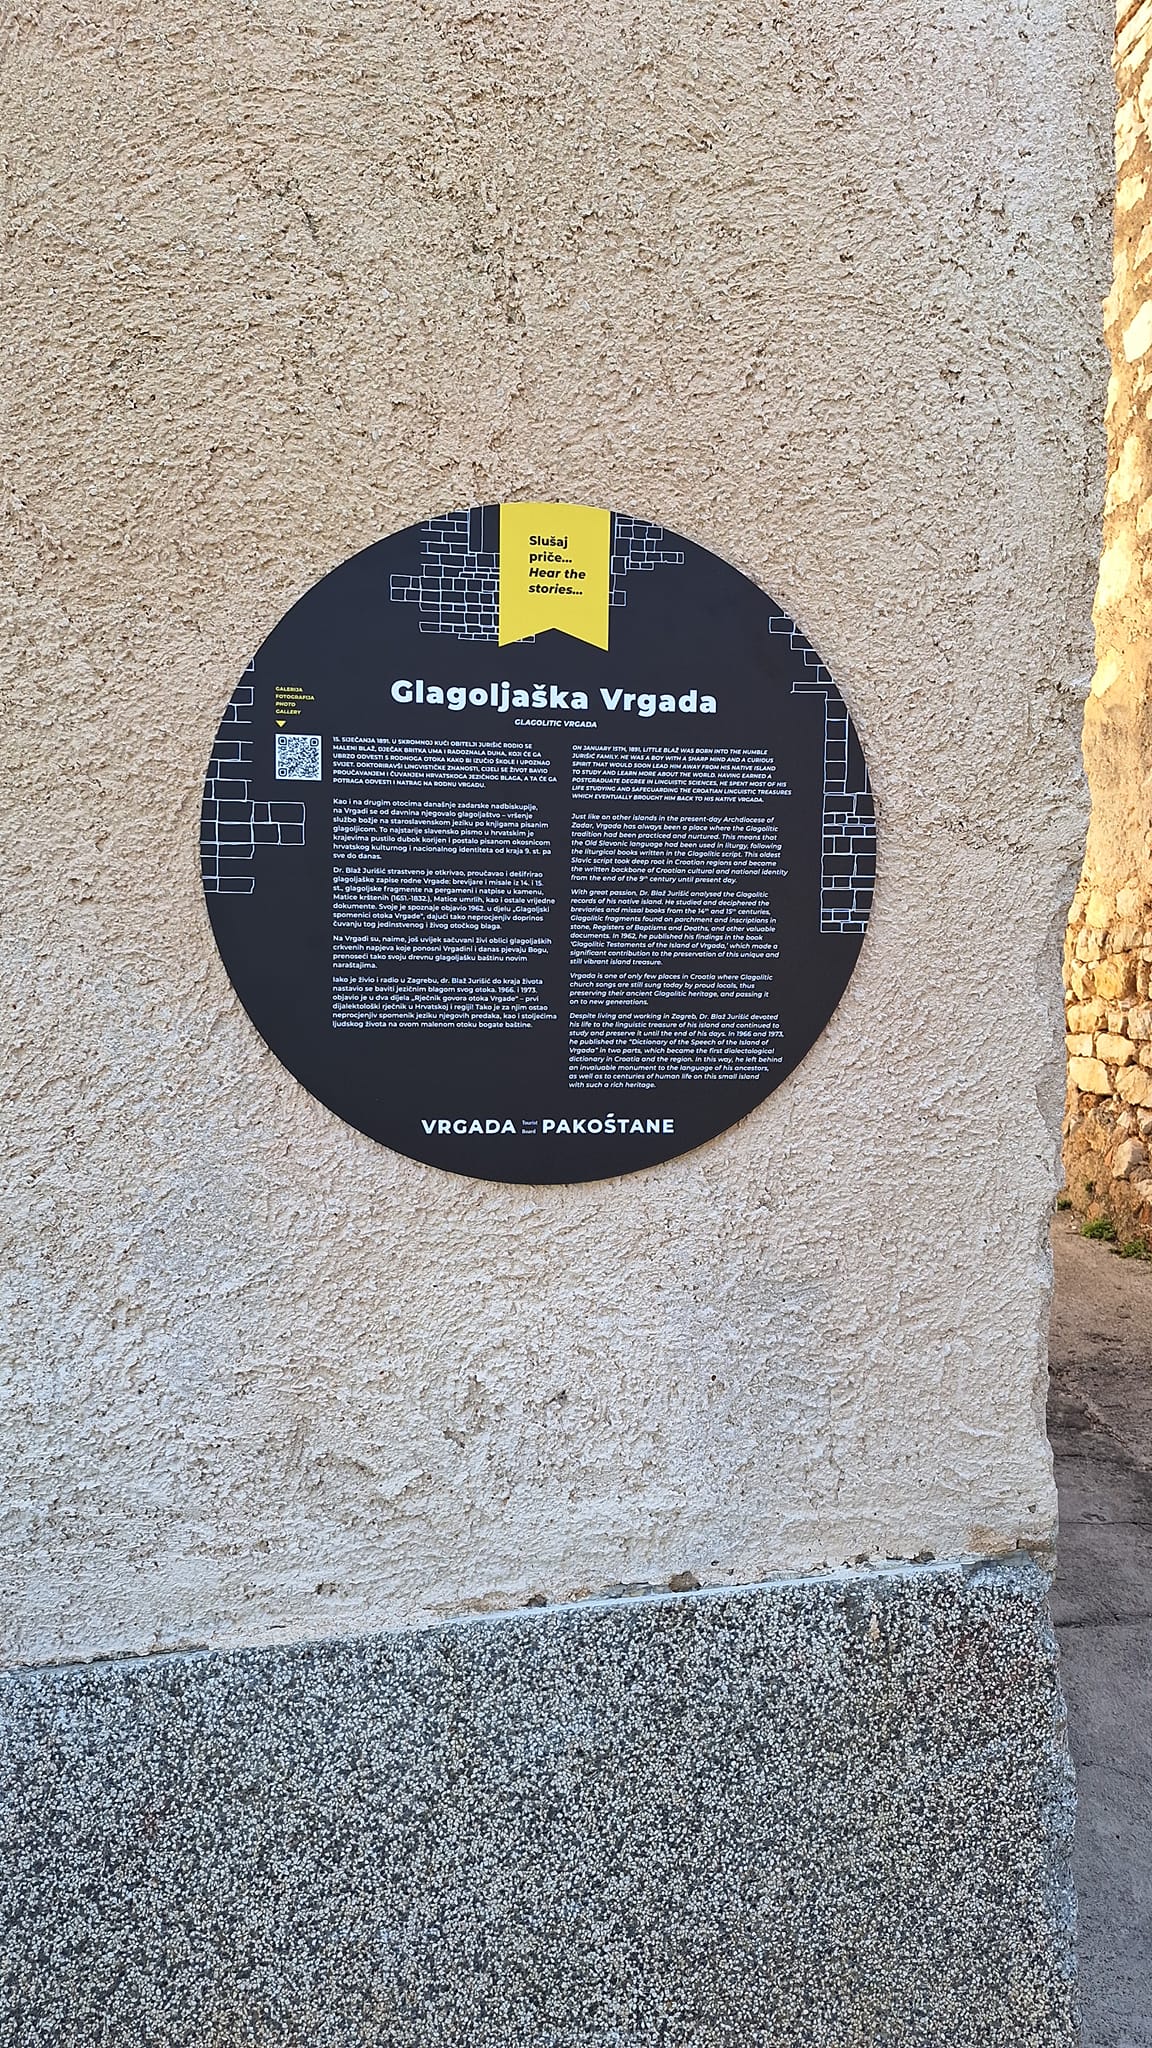 Slušaj
priče...
Hear the
stories...
Glagoljaška Vrgada
GLAGOLITIC VRGADA
GALERIJA
FOTOGRAFIJA
PHOTO
GALLERY
15. SIJEČANJA 1891. U SKROMNOJ KUĆI OBITELJI JURIŠIĆ RODIO SE
MALENI BLAŽ, DJEČAK BRITKA UMA I RADOZNALA DUHA, KOJI ĆE GA
UBRZO ODVESTI S RODNOGA OTOKA KAKO BI IZUČIO ŠKOLE I UPOZNAO
SVIJET. DOKTORIRAVŠI LINGVISTIČKE ZNANOSTI, CIJELI SE ŽIVOT BAVIO
PROUČAVANJEM I ČUVANJEM HRVATSKOGA JEZIČNOG BLAGA, A TA ĆE GA
POTRAGA ODVESTI I NATRAG NA RODNU VRGADU.
Kao i na drugim otocima današnje zadarske nadbiskupije,
na Vrgadi se od davnina njegovalo glagoljaštvo – vršenje
službe božje na staroslavenskom jeziku po knjigama pisanim
glagoljicom. To najstarije slavensko pismo u hrvatskim je
krajevima pustilo dubok korijen i postalo pisanom okosnicom
hrvatskog kulturnog i nacionalnog identiteta od kraja 9. st. pa
sve do danas.
Dr. Blaž Jurišić strastveno je otkrivao, proučavao i dešifrirao
glagoljaške zapise rodne Vrgade: brevijare i misale iz 14. i 15.
st., glagoljske fragmente na pergameni i natpise u kamenu,
Matice krštenih (1651.-1832.), Matice umrlih, kao i ostale vrijedne
dokumente. Svoje je spoznaje objavio 1962. u djelu „Glagoljski
spomenici otoka Vrgade”, dajući tako neprocjenjiv doprinos
čuvanju tog jedinstvenog i živog otočkog blaga.
Na Vrgadi su, naime, još uvijek sačuvani živi oblici glagoljaških
crkvenih napjeva koje ponosni Vrgadini i danas pjevaju Bogu,
prenoseći tako svoju drevnu glagoljašku baštinu novim
naraštajima.
Iako je živio i radio u Zagrebu, dr. Blaž Jurišić do kraja života
nastavio se baviti jezičnim blagom svog otoka. 1966. i 1973.
objavio je u dva dijela „Rječnik govora otoka Vrgade” – prvi
dijalektološki rječnik u Hrvatskoj i regiji! Tako je za njim ostao
neprocjenjiv spomenik jeziku njegovih predaka, kao i stoljećima
ljudskog života na ovom malenom otoku bogate baštine.
ON JANUARY 15TH, 1891, LITTLE BLAŽ WAS BORN INTO THE HUMBLE
JURIŠIĆ FAMILY. HE WAS A BOY WITH A SHARP MIND AND A CURIOUS
SPIRIT THAT WOULD SOON LEAD HIM AWAY FROM HIS NATIVE ISLAND
TO STUDY AND LEARN MORE ABOUT THE WORLD. HAVING EARNED A
POSTGRADUATE DEGREE IN LINGUISTIC SCIENCES, HE SPENT MOST OF HIS
LIFE STUDYING AND SAFEGUARDING THE CROATIAN LINGUISTIC TREASURES
WHICH EVENTUALLY BROUGHT HIM BACK TO HIS NATIVE VRGADA.
Just like on other islands in the present-day Archdiocese of
Zadar, Vrgada has always been a place where the Glagolitic
tradition had been practiced and nurtured. This means that
the Old Slavonic language had been used in liturgy, following
the liturgical books written in the Glagolitic script. This oldest
Slavic script took deep root in Croatian regions and became
the written backbone of Croatian cultural and national identity
from the end of the 9th century until present day.
With great passion, Dr. Blaž Jurišić analysed the Glagolitic
records of his native island. He studied and deciphered the
breviaries and missal books from the 14th and 15th centuries,
Glagolitic fragments found on parchment and inscriptions in
stone, Registers of Baptisms and Deaths, and other valuable
documents. In 1962, he published his findings in the book
'Glagolitic Testaments of the Island of Vrgada,' which made a
significant contribution to the preservation of this unique and
still vibrant island treasure.
Vrgada is one of only few places in Croatia where Glagolitic
church songs are still sung today by proud locals, thus
preserving their ancient Glagolitic heritage, and passing it
on to new generations.
Despite living and working in Zagreb, Dr. Blaž Jurišić devoted
his life to the linguistic treasure of his island and continued to
study and preserve it until the end of his days. In 1966 and 1973,
he published the “Dictionary of the Speech of the Island of
Vrgada” in two parts, which became the first dialectological
dictionary in Croatia and the region. In this way, he left behind
an invaluable monument to the language of his ancestors,
as well as to centuries of human life on this small island
with such a rich heritage.
VRGADA Tourist Board PAKOŠTANE